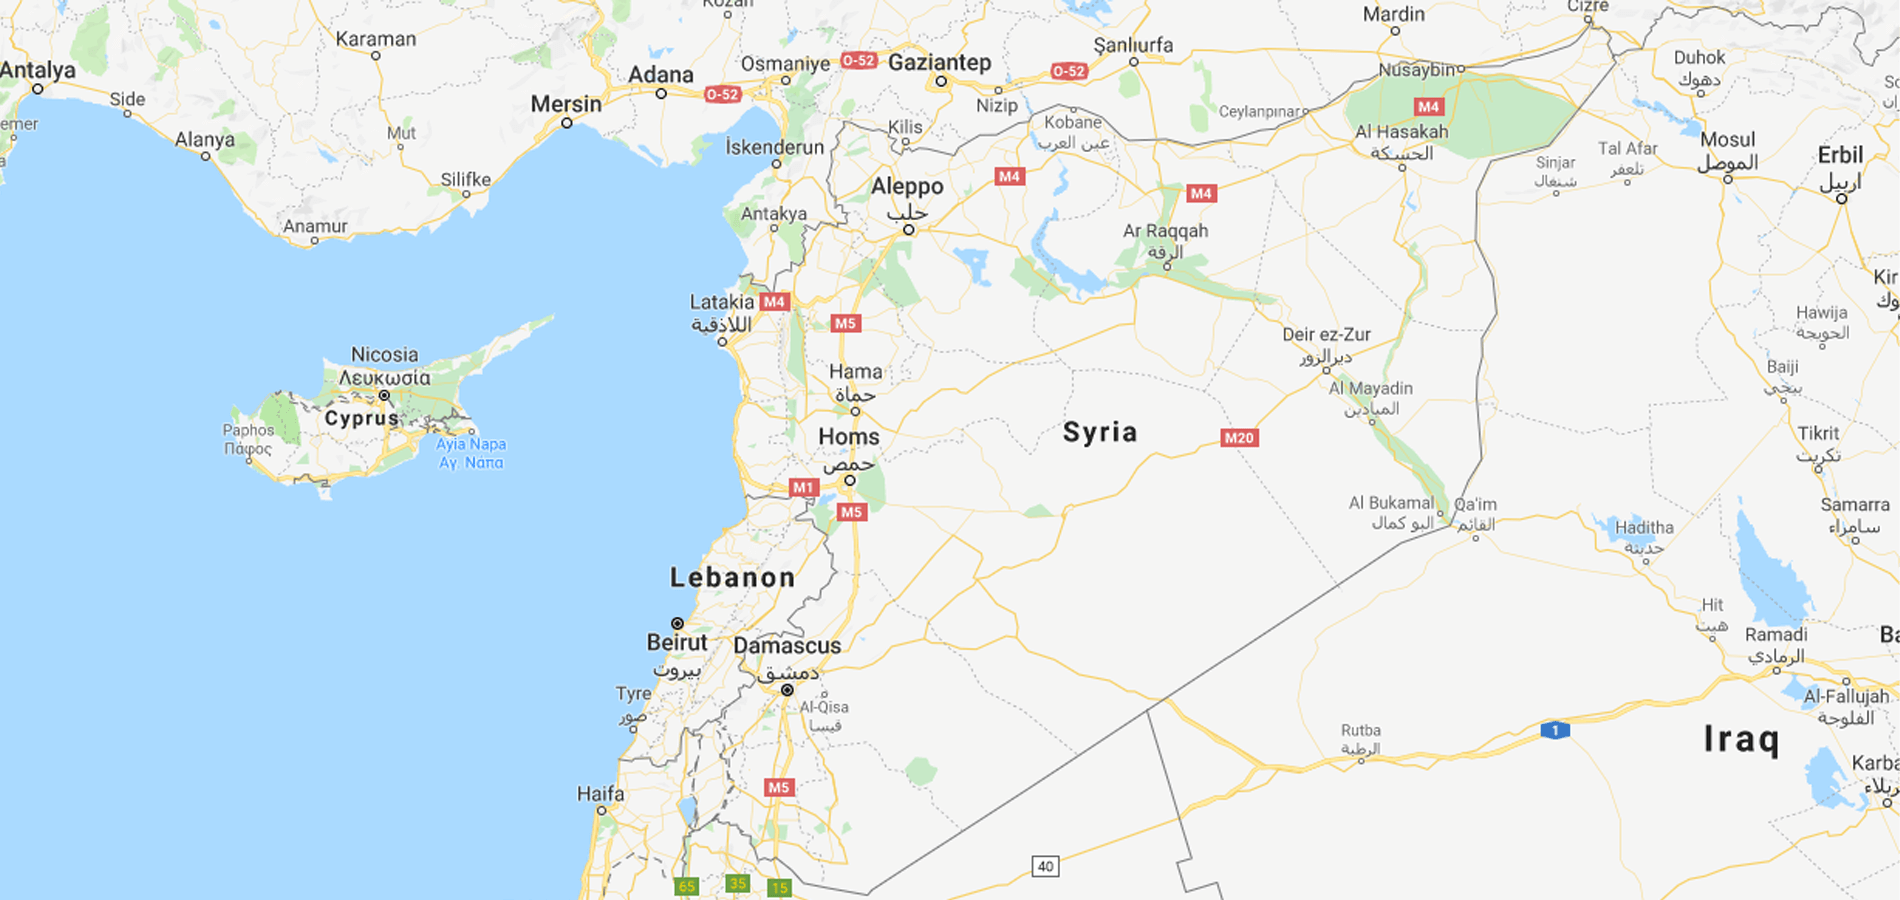 Kozan
Mardin
Cizre
Karaman
Şanlıurfa
Antalya
Adana
Osmaniye
O-52
Gaziantep
O-52
Nusaybin
Duhok
دهوك
Side
Mersin
O-52
Nizip
Ceylanpınar
M4
emer
Alanya
Mut
Kilis
Kobane
عين العرب
Al Hasakah
الحسكة
Mosul
الموصل
Tal Afar
تلعفر
Erbil
اربيل
İskenderun
Sinjar
شنغال
Silifke
Aleppo
حلب
M4
M4
Anamur
Antakya
Ar Raqqah
الرقة
Kir
Latakia
اللاذقية
M4
M5
Hawija
الحويجة
Deir ez-Zur
ديرالزور
Nicosia
Λευκωσία
Hama
حماة
Al Mayadin
الميادين
Baiji
بيجي
Cyprus
Paphos
Πάφος
Ayia Napa
Αγ. Νάπα
Homs
حمص
Syria
M20
Tikrit
تكريت
M1
M5
Al Bukamal
البو كمال
Qa'im
القائم
Haditha
حديثة
Samarra
سامراء
Lebanon
Hit
هيت
Beirut
بيروت
Damascus
دمشق
Ramadi
الرمادي
Ba
Tyre
صور
Al-Qisa
قيسا
Al-Fallujah
الفلوجة
Rutba
الرطبة
1
Iraq
Haifa
M5
Karba
كربلاء
40
65
35
15